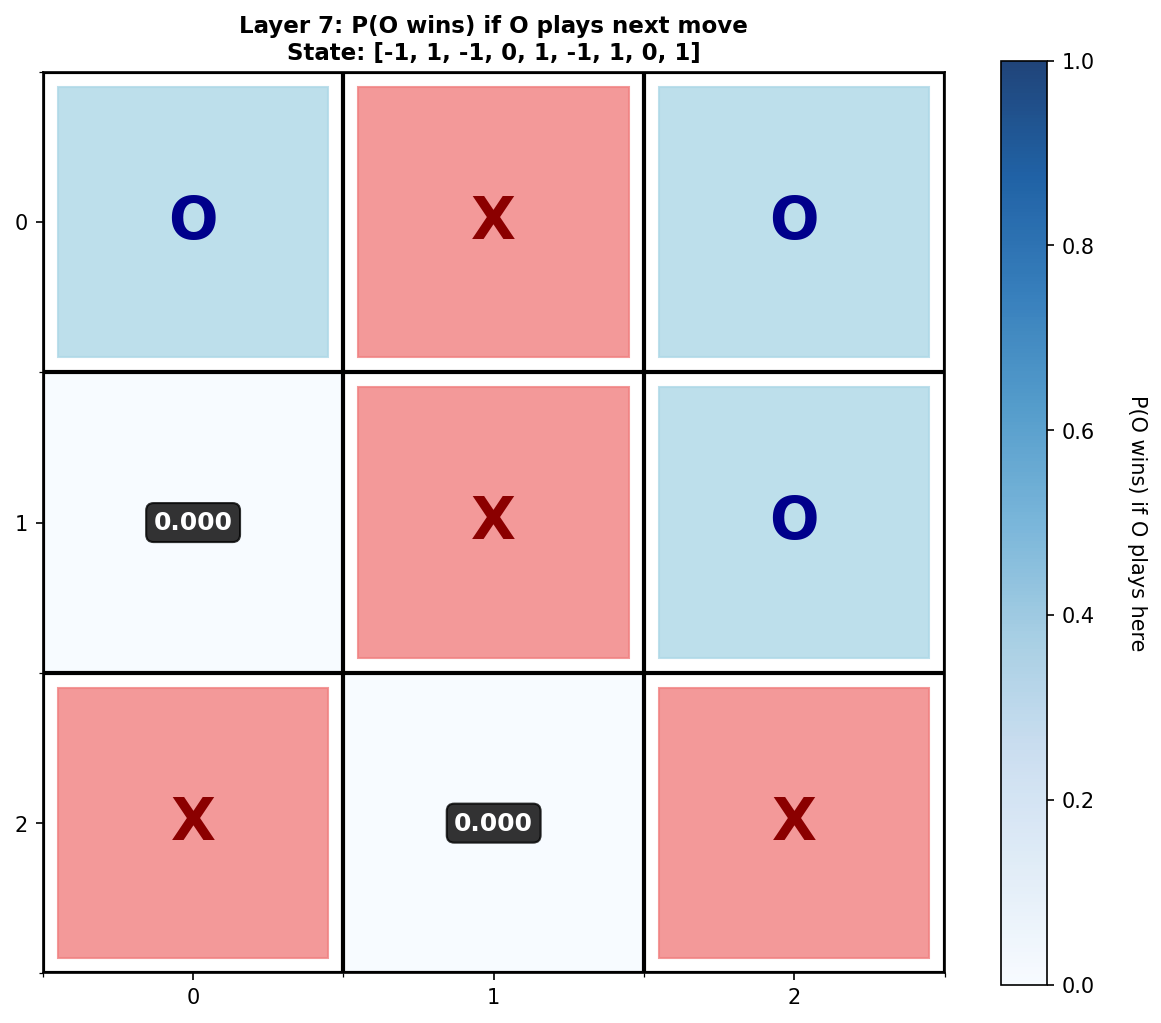 Layer 7: P(O wins) if O plays next move
State: [-1, 1, -1, 0, 1, -1, 1, 0, 1]
O X O
0
0.000 X O
1
X 0.000 X
2
0 1 2
1.0
0.8
0.6
0.4
0.2
0.0
P(O wins) if O plays here